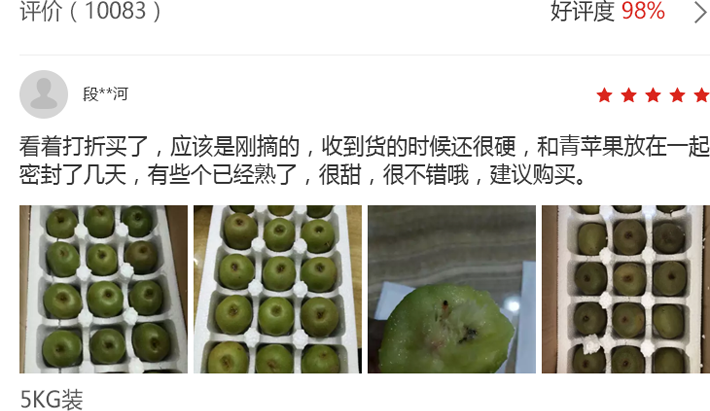 评价（10083）
好评度 98%
段**河
看着打折买了，应该是刚摘的，收到货的时候还很硬，和青苹果放在一起
密封了几天，有些个已经熟了，很甜，很不错哦，建议购买。
5KG装